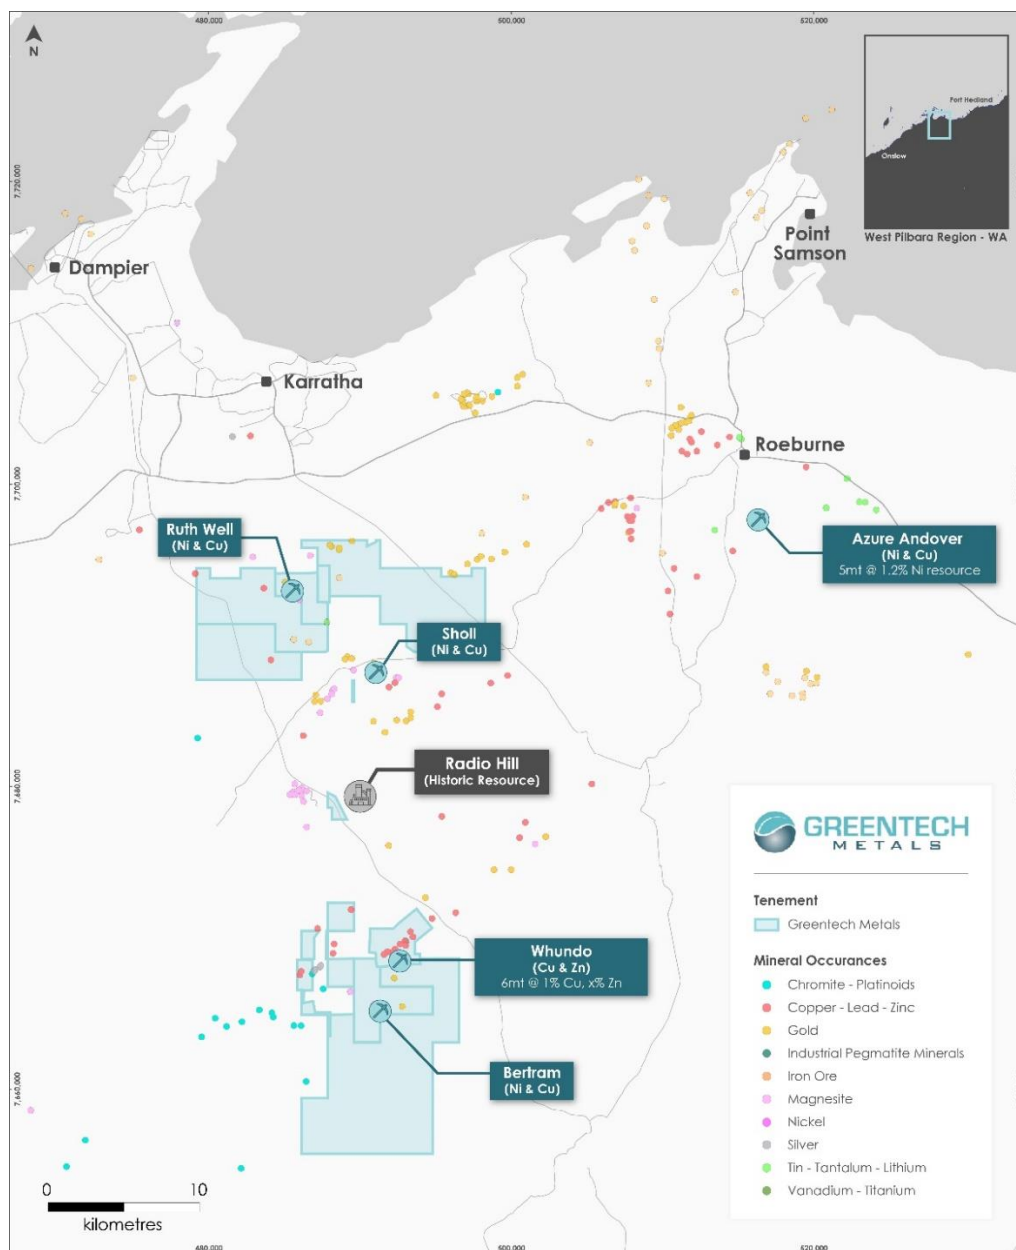 480,000
600,000
620,000
N
Port Hedland
Onslow
West Pilbara Region - WA
7,720,000
Point
Samson
Dampier
Karratha
Roeburne
7,700,000
Ruth Well
(Ni & Cu)
Azure Andover
(Ni & Cu)
5mt @ 1.2% Ni resource
Sholl
(Ni & Cu)
Radio Hill
(Historic Resource)
7,680,000
GREENTECH
METALS
Tenement
Greentech Metals
Mineral Occurances
Chromite - Platinoids
Copper - Lead - Zinc
Gold
Industrial Pegmatite Minerals
Iron Ore
Magnesite
Nickel
Silver
Tin - Tantalum - Lithium
Vanadium - Titanium
Whundo
(Cu & Zn)
6mt @ 1% Cu, x% Zn
Bertram
(Ni & Cu)
7,660,000
0 10
kilometres
480,000
600,000
620,000